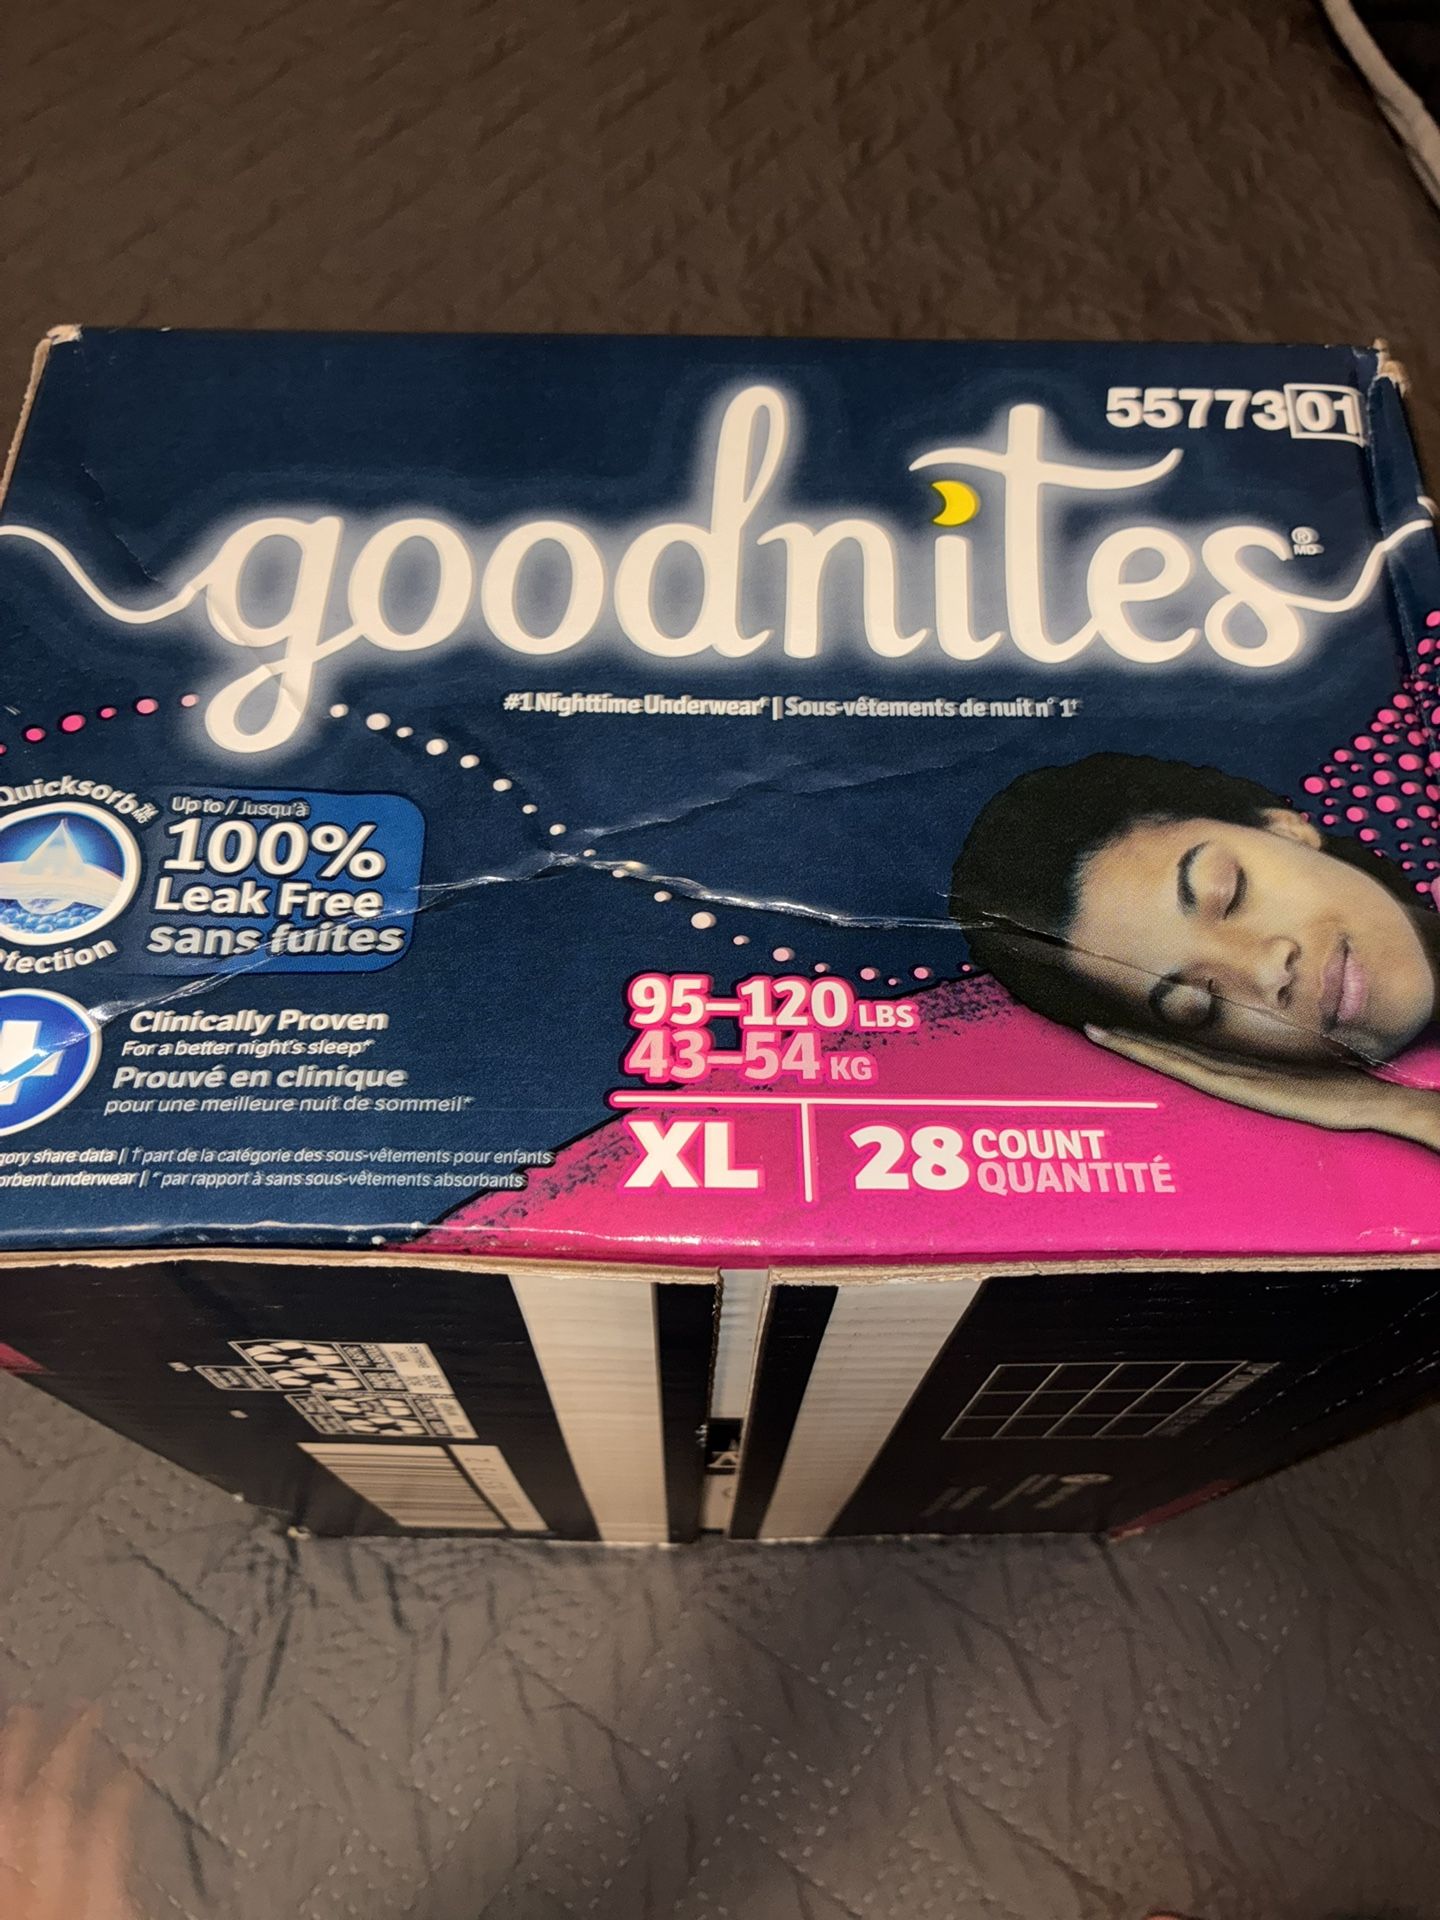 55773 01
goodnites® MD
#1 Nighttime Underwear† | Sous-vêtements de nuit n° 1†
Quicksorb™ MC
Up to / Jusqu'à
100%
Leak Free
sans fuites
Clinically Proven
For a better night's sleep*
Prouvé en clinique
pour une meilleure nuit de sommeil*
share data | † part de la catégorie des sous-vêtements pour enfants
underwear | * par rapport à sans sous-vêtements absorbants
95–120 LBS
43–54 KG
XL
28 COUNT
QUANTITÉ